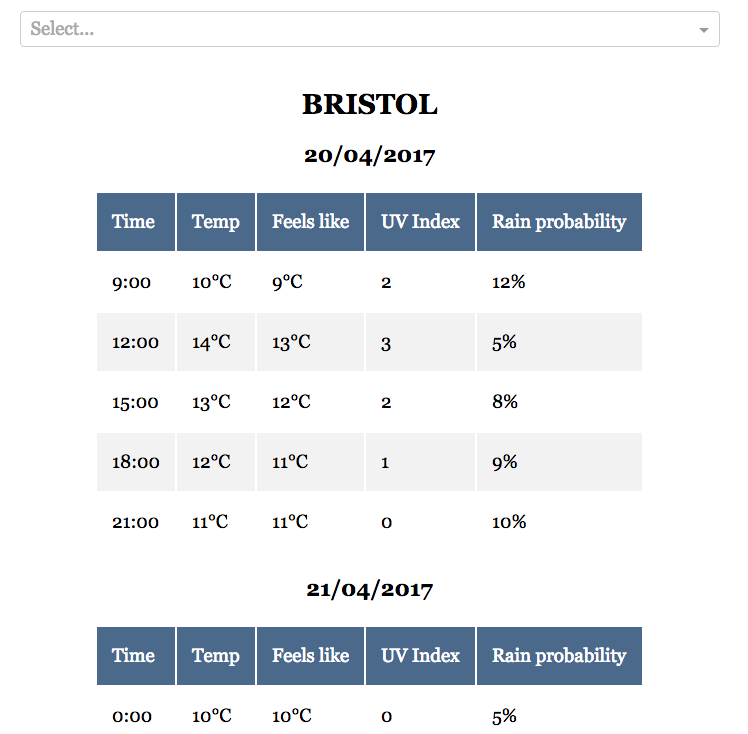 Select...
BRISTOL
20/04/2017
Time Temp Feels like UV Index Rain probability
9:00 10°C 9°C 2 12%
12:00 14°C 13°C 3 5%
15:00 13°C 12°C 2 8%
18:00 12°C 11°C 1 9%
21:00 11°C 11°C 0 10%
21/04/2017
Time Temp Feels like UV Index Rain probability
0:00 10°C 10°C 0 5%